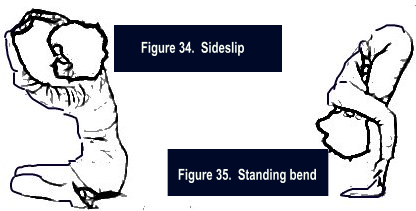 Figure 34.  Sideslip
Figure 35.  Standing bend